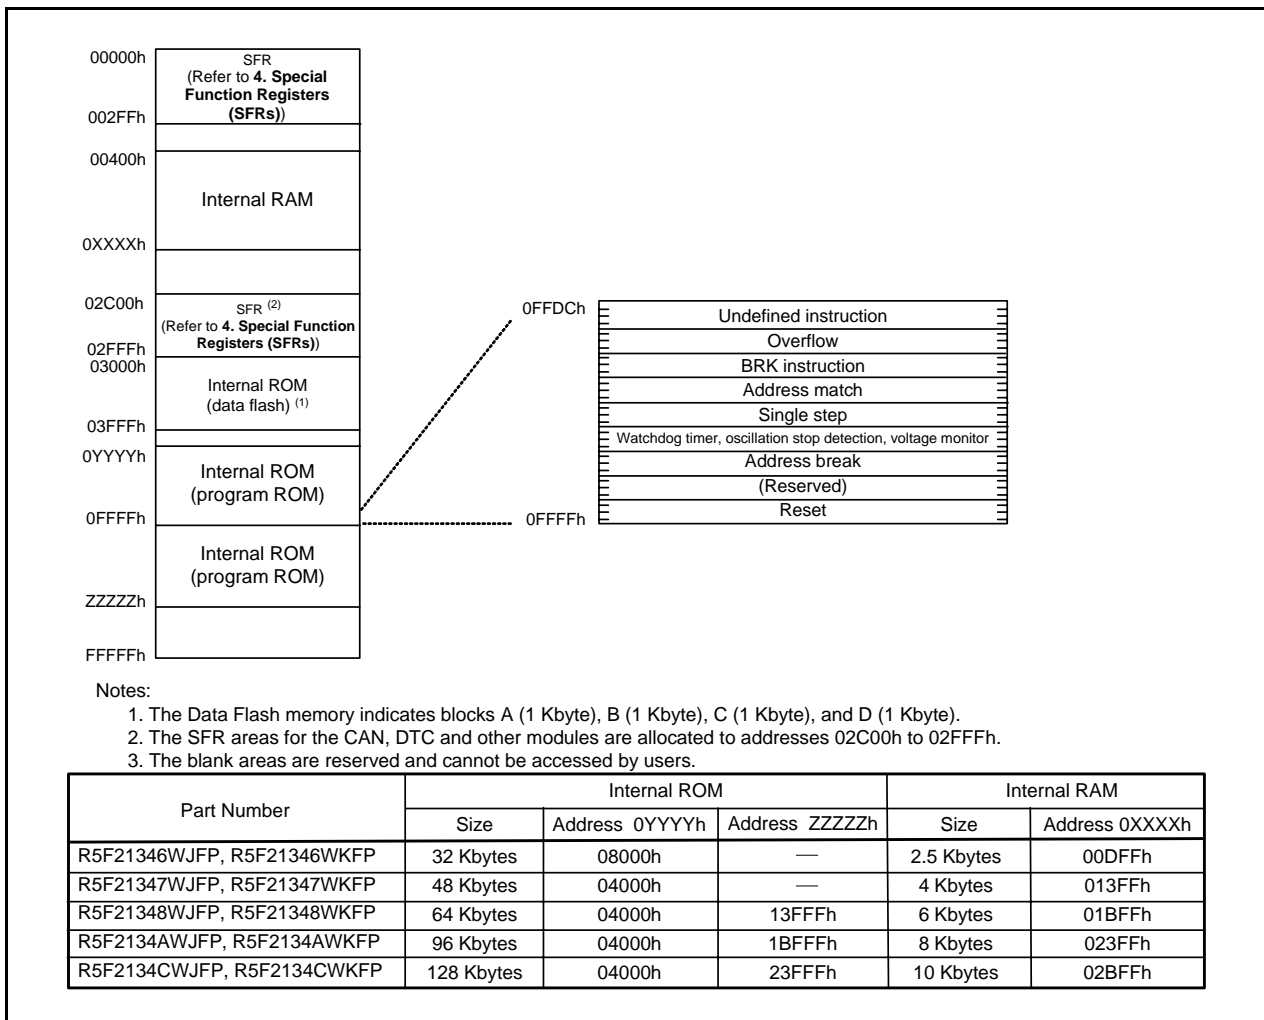 00000h
SFR
(Refer to 4. Special
Function Registers
(SFRs))
002FFh
00400h
Internal RAM
0XXXXh
02C00h
SFR (2)
(Refer to 4. Special Function
Registers (SFRs))
02FFFh
03000h
Internal ROM
(data flash) (1)
03FFFh
0YYYYh
Internal ROM
(program ROM)
0FFFFh
Internal ROM
(program ROM)
ZZZZZh
FFFFFh
0FFDCh
Undefined instruction
Overflow
BRK instruction
Address match
Single step
Watchdog timer, oscillation stop detection, voltage monitor
Address break
(Reserved)
Reset
0FFFFh
Notes:
1. The Data Flash memory indicates blocks A (1 Kbyte), B (1 Kbyte), C (1 Kbyte), and D (1 Kbyte).
2. The SFR areas for the CAN, DTC and other modules are allocated to addresses 02C00h to 02FFFh.
3. The blank areas are reserved and cannot be accessed by users.
Part Number Internal ROM Internal RAM
Size Address 0YYYYh Address ZZZZZh Size Address 0XXXXh
R5F21346WJFP, R5F21346WKFP 32 Kbytes 08000h — 2.5 Kbytes 00DFFh
R5F21347WJFP, R5F21347WKFP 48 Kbytes 04000h — 4 Kbytes 013FFh
R5F21348WJFP, R5F21348WKFP 64 Kbytes 04000h 13FFFh 6 Kbytes 01BFFh
R5F2134AWJFP, R5F2134AWKFP 96 Kbytes 04000h 1BFFFh 8 Kbytes 023FFh
R5F2134CWJFP, R5F2134CWKFP 128 Kbytes 04000h 23FFFh 10 Kbytes 02BFFh